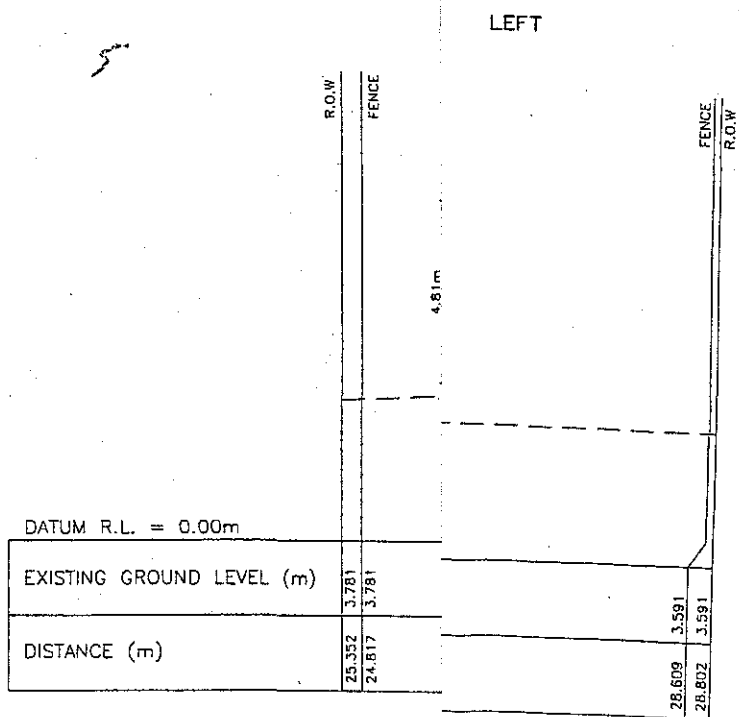 LEFT
R.O.W
FENCE
FENCE
R.O.W
4.81m
DATUM R.L. = 0.00m
EXISTING GROUND LEVEL (m)
3.781
3.781
3.591
3.591
DISTANCE (m)
25.352
24.817
28.609
28.802